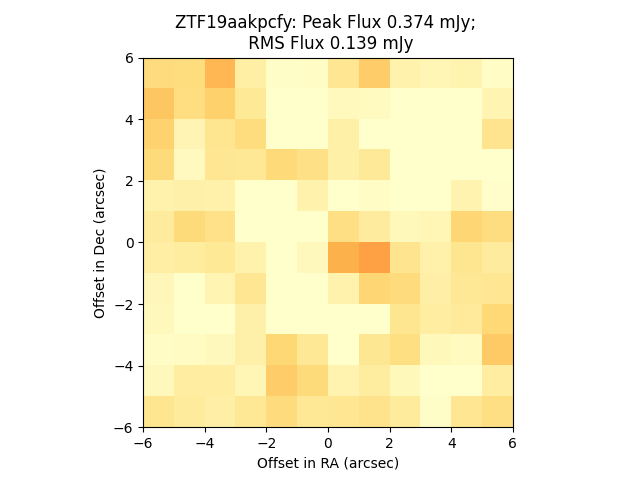 ZTF19aakpcfy: Peak Flux 0.374 mJy;
RMS Flux 0.139 mJy
6
4
2
0
−2
−4
−6
Offset in Dec (arcsec)
−6 −4 −2 0 2 4 6
Offset in RA (arcsec)